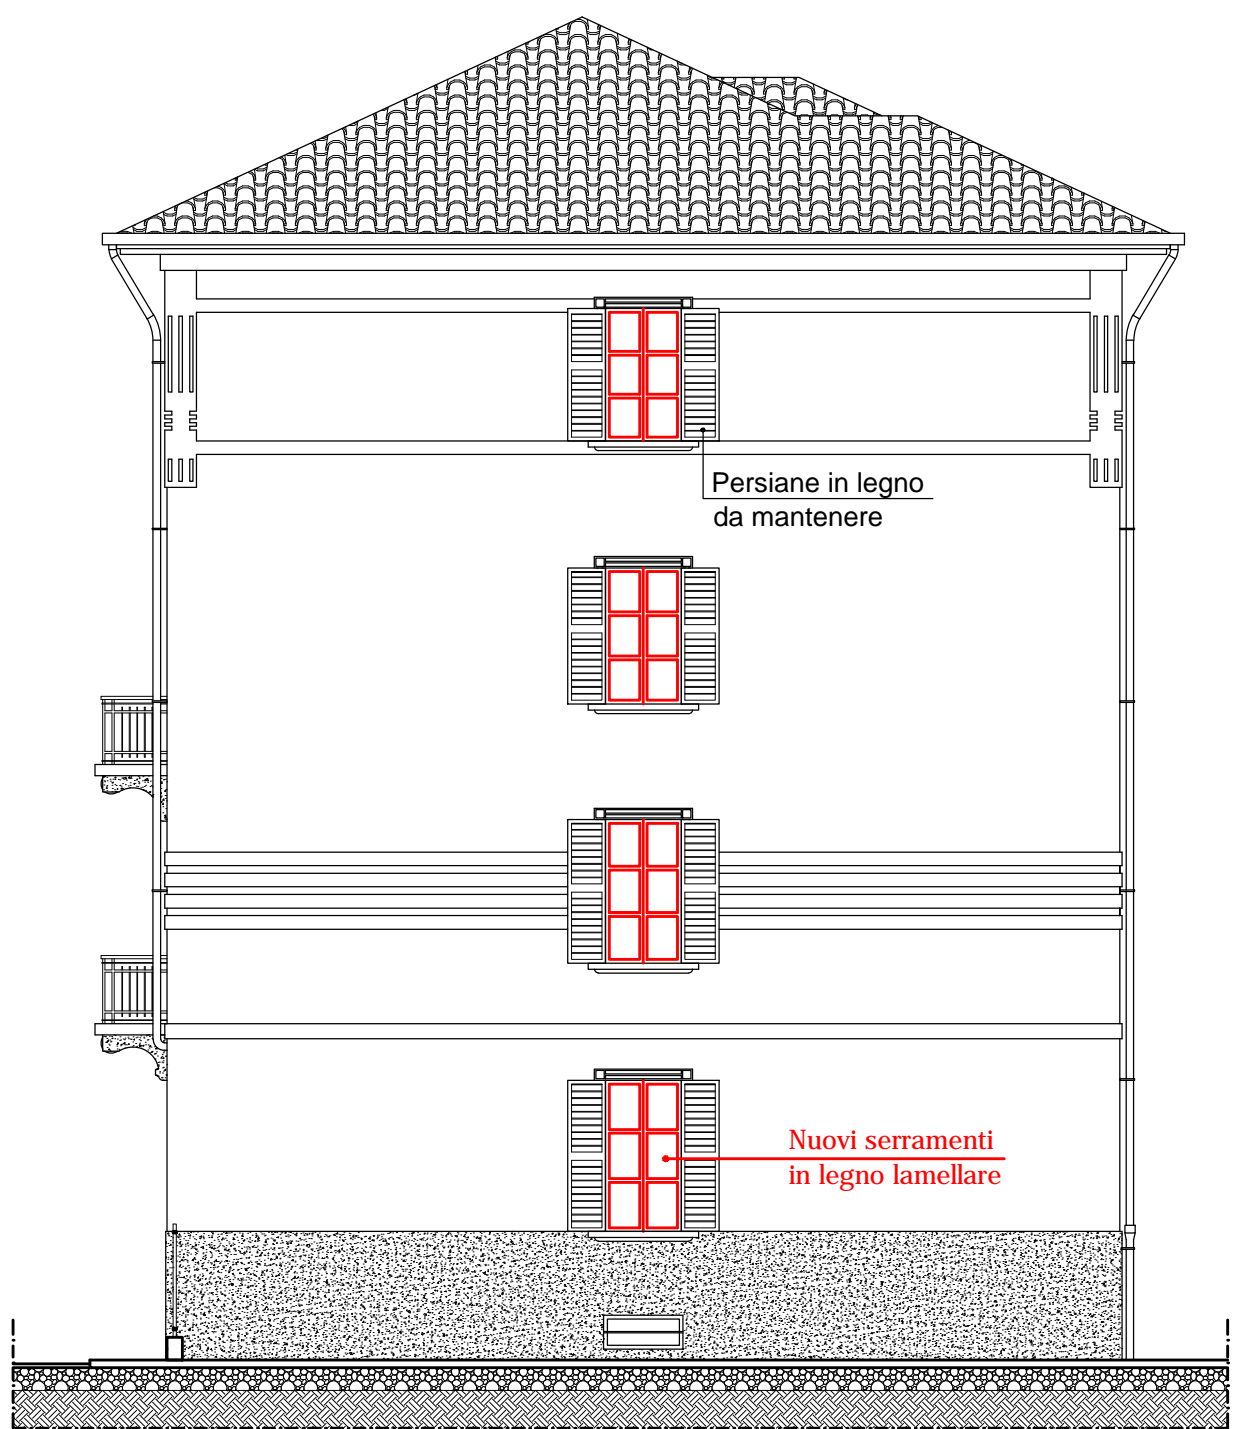 Persiane in legno
da mantenere
Nuovi serramenti
in legno lamellare